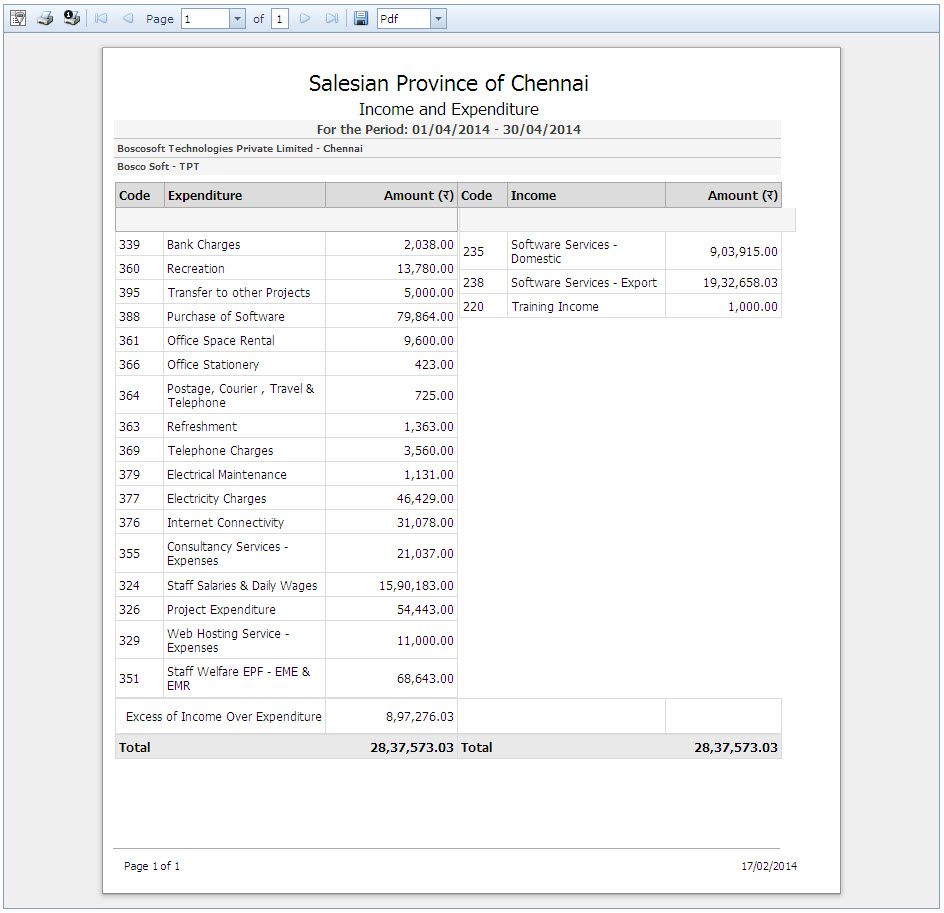 Page 1 of 1 Pdf
Salesian Province of Chennai
Income and Expenditure
For the Period: 01/04/2014 - 30/04/2014
Boscosoft Technologies Private Limited - Chennai
Bosco Soft - TPT
Code Expenditure Amount (₹) Code Income Amount (₹)
339 Bank Charges 2,038.00
360 Recreation 13,780.00
395 Transfer to other Projects 5,000.00
388 Purchase of Software 79,864.00
361 Office Space Rental 9,600.00
366 Office Stationery 423.00
364 Postage, Courier , Travel &
Telephone 725.00
363 Refreshment 1,363.00
369 Telephone Charges 3,560.00
379 Electrical Maintenance 1,131.00
377 Electricity Charges 46,429.00
376 Internet Connectivity 31,078.00
355 Consultancy Services -
Expenses 21,037.00
324 Staff Salaries & Daily Wages 15,90,183.00
326 Project Expenditure 54,443.00
329 Web Hosting Service -
Expenses 11,000.00
351 Staff Welfare EPF - EME &
EMR 68,643.00
235 Software Services -
Domestic 9,03,915.00
238 Software Services - Export 19,32,658.03
220 Training Income 1,000.00
Excess of Income Over Expenditure 8,97,276.03
Total 28,37,573.03 Total 28,37,573.03
Page 1 of 1 17/02/2014